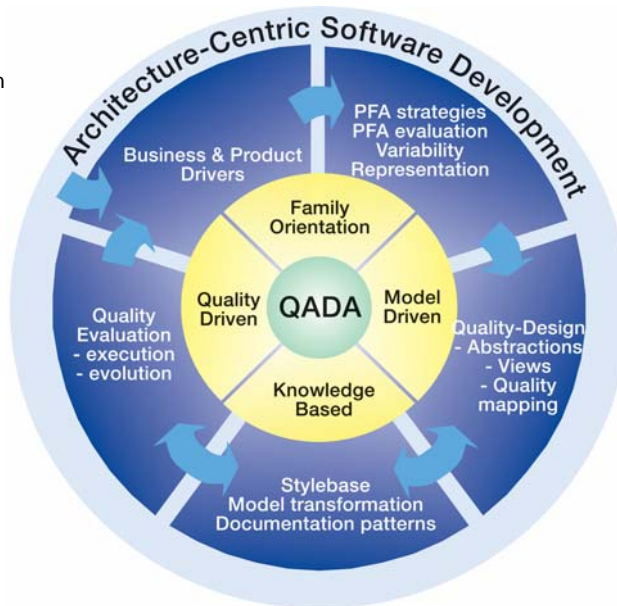 Architecture-Centric Software Development
Business & Product
Drivers
PFA strategies
PFA evaluation
Variability
Representation
Family
Orientation
Quality
Driven
QADA
Model
Driven
Knowledge
Based
Quality
Evaluation
- execution
- evolution
Quality-Design
- Abstractions
- Views
- Quality
mapping
Stylebase
Model transformation
Documentation patterns